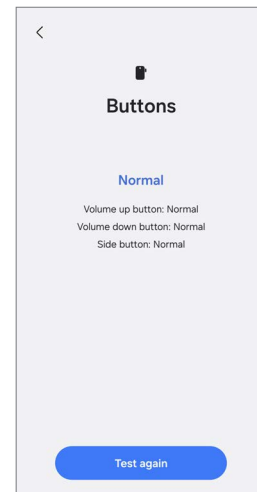 Buttons
Normal
Volume up button: Normal
Volume down button: Normal
Side button: Normal
Test again